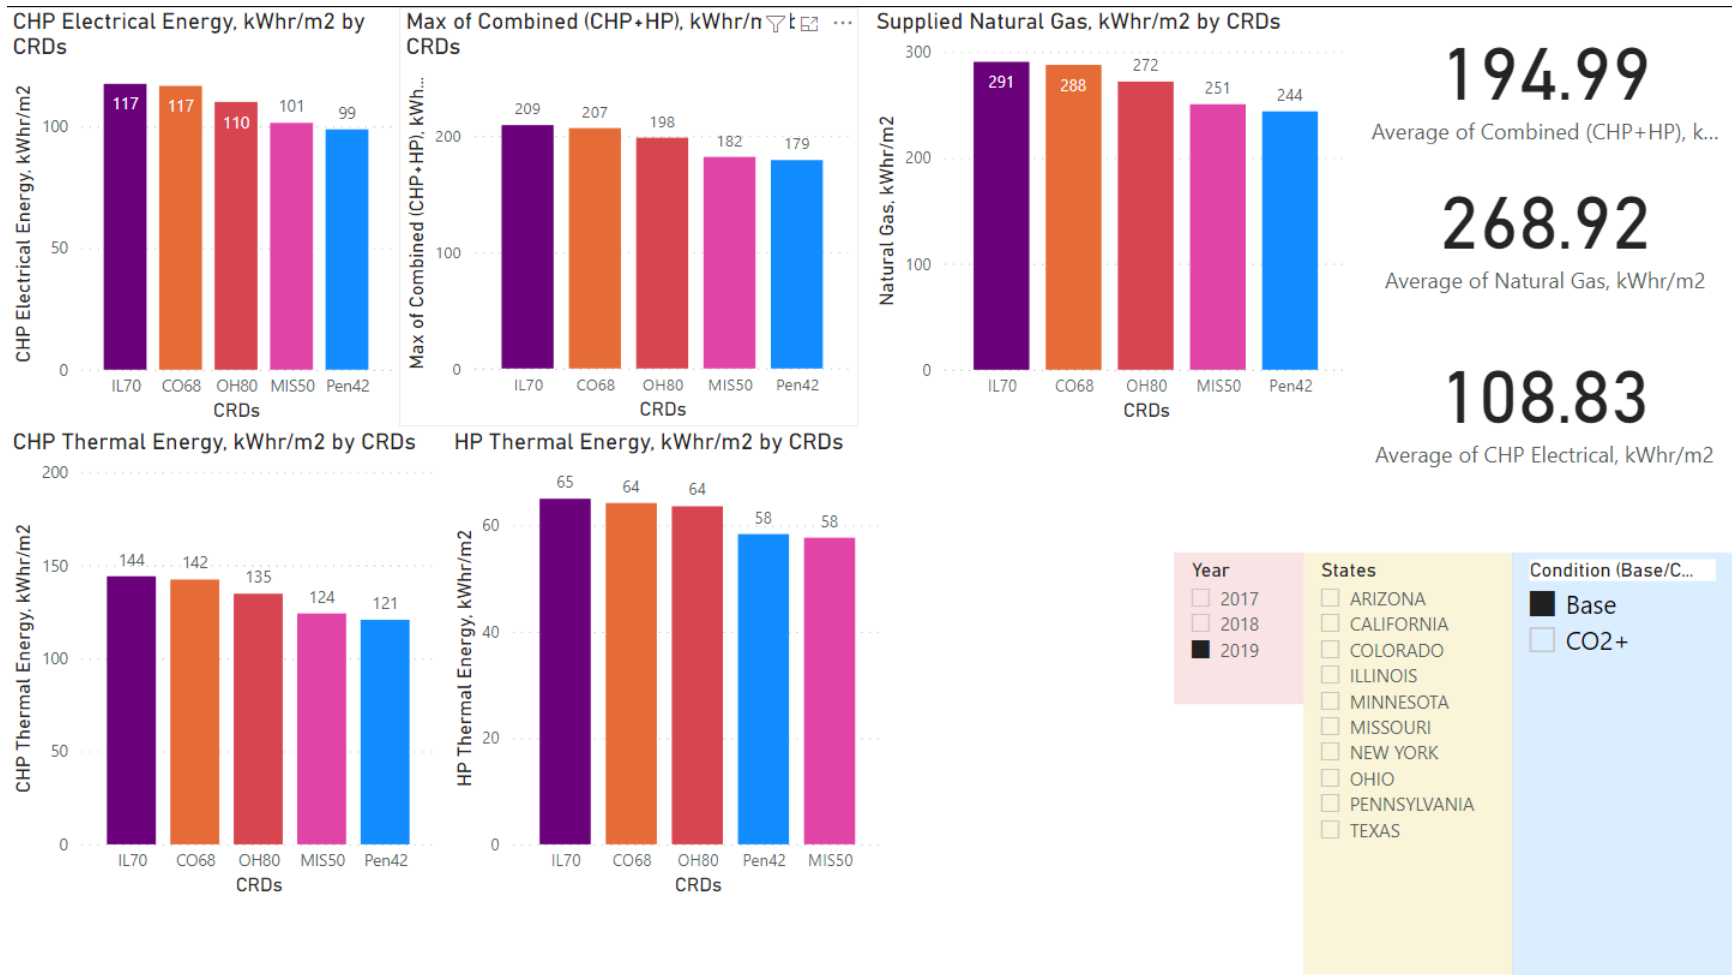 CHP Electrical Energy, kWhr/m2 by
CRDs
CHP Electrical Energy, kWhr/m2
100
50
0
117
117
110
101
99
IL70 CO68 OH80 MIS50 Pen42
CRDs
Max of Combined (CHP+HP), kWhr/m
CRDs
Max of Combined (CHP+HP), kWh...
200
100
0
209
207
198
182
179
IL70 CO68 OH80 MIS50 Pen42
CRDs
Supplied Natural Gas, kWhr/m2 by CRDs
Natural Gas, kWhr/m2
300
200
100
0
291
288
272
251
244
IL70 CO68 OH80 MIS50 Pen42
CRDs
194.99
Average of Combined (CHP+HP), k...
268.92
Average of Natural Gas, kWhr/m2
108.83
Average of CHP Electrical, kWhr/m2
CHP Thermal Energy, kWhr/m2 by CRDs
CHP Thermal Energy, kWhr/m2
200
150
100
50
0
144
142
135
124
121
IL70 CO68 OH80 MIS50 Pen42
CRDs
HP Thermal Energy, kWhr/m2 by CRDs
HP Thermal Energy, kWhr/m2
60
40
20
0
65
64
64
58
58
IL70 CO68 OH80 Pen42 MIS50
CRDs
Year
2017
2018
2019
States
ARIZONA
CALIFORNIA
COLORADO
ILLINOIS
MINNESOTA
MISSOURI
NEW YORK
OHIO
PENNSYLVANIA
TEXAS
Condition (Base/C...
Base
CO2+